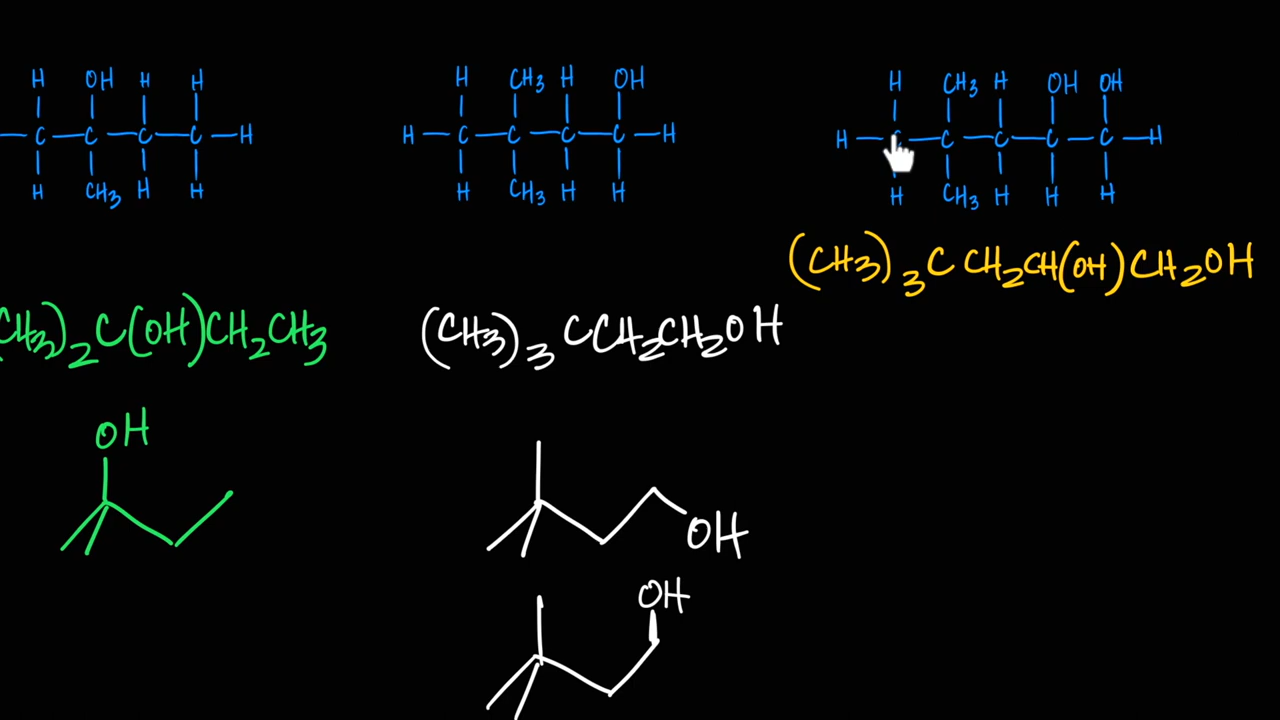 H OH H H
C C C C H
H CH3 H H
H CH3 H OH
H C C C C H
H CH3 H H
H CH3 H OH OH
H C C C C H
H CH3 H H H
(CH3)3CCH2CH(OH)CH2OH
CH3)2C(OH)CH2CH3
(CH3)3CCH2CH2OH
OH
OH
OH